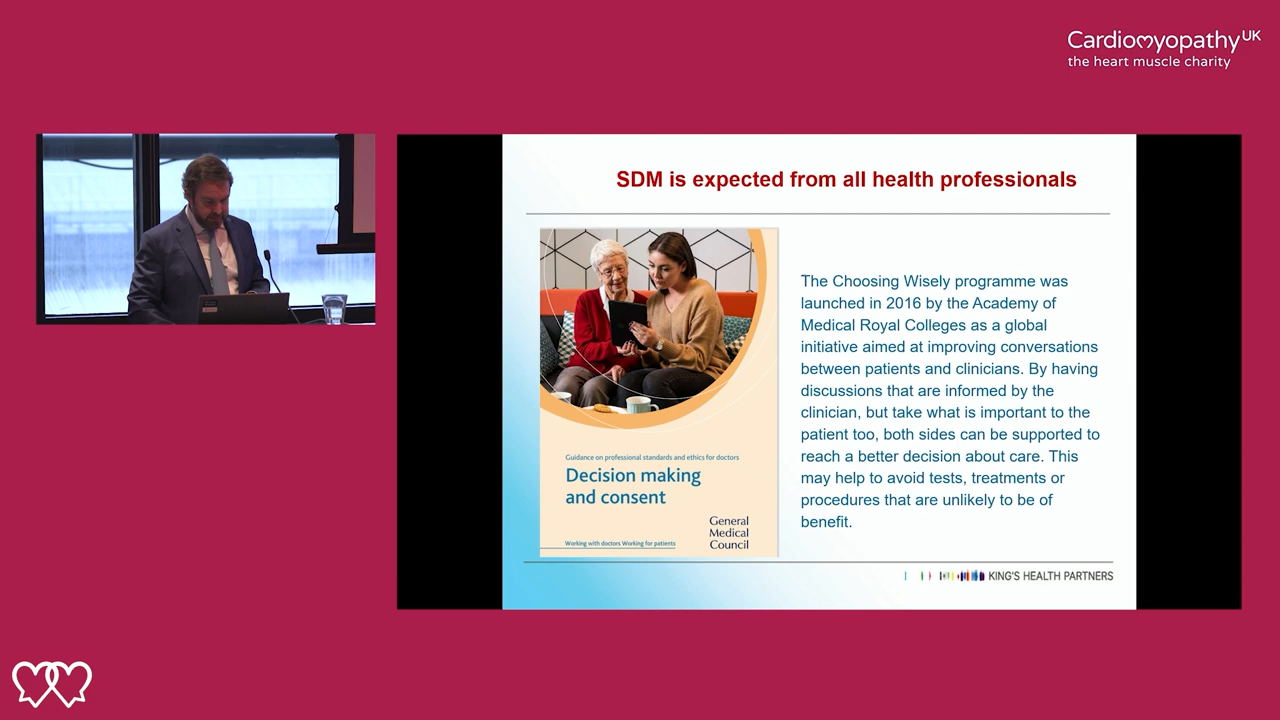 Cardiomyopathy UK
the heart muscle charity
SDM is expected from all health professionals
The Choosing Wisely programme was
launched in 2016 by the Academy of
Medical Royal Colleges as a global
initiative aimed at improving conversations
between patients and clinicians. By having
discussions that are informed by the
clinician, but take what is important to the
patient too, both sides can be supported to
reach a better decision about care. This
may help to avoid tests, treatments or
procedures that are unlikely to be of
benefit.
Guidance on professional standards and ethics for doctors
Decision making
and consent
General
Medical
Council
Working with doctors Working for patients
KING'S HEALTH PARTNERS